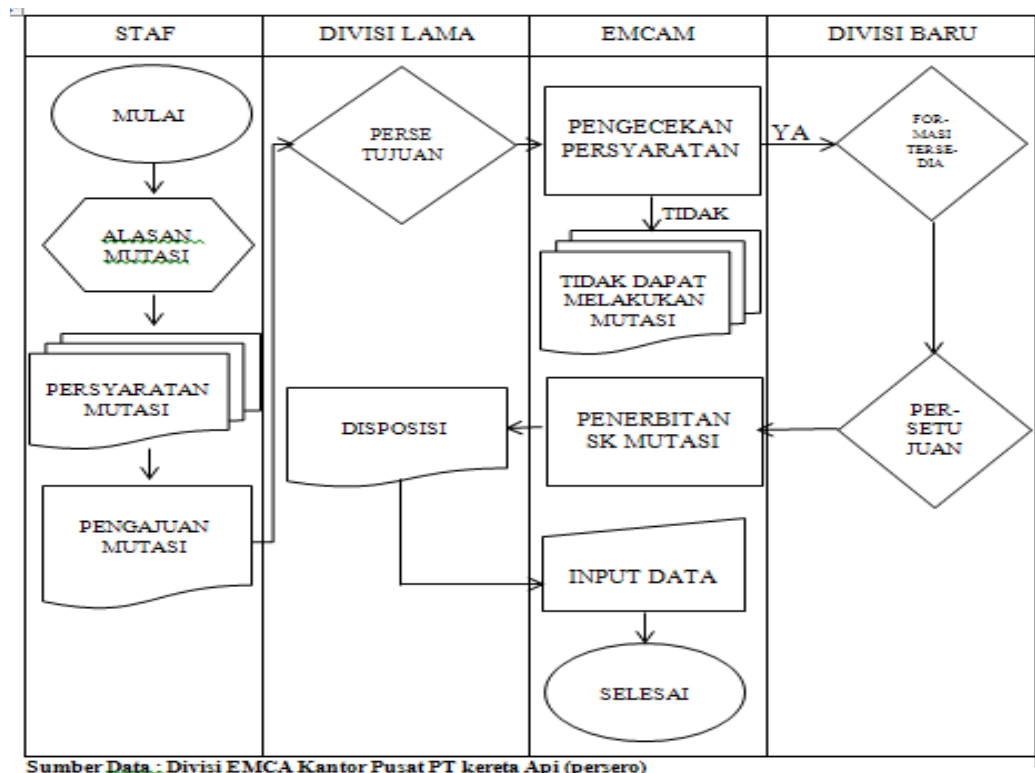 STAF
DIVISI LAMA
EMCAM
DIVISI BARU
MULAI
ALASAN
MUTASI
PERSYARATAN
MUTASI
PENGAJUAN
MUTASI
PERSE
TUJUAN
DISPOSISI
PENGECEKAN
PERSYARATAN
YA
TIDAK
TIDAK DAPAT
MELAKUKAN
MUTASI
PENERBITAN
SK MUTASI
INPUT DATA
SELESAI
FOR-
MASI
TERSE-
DIA
PER-
SETU
JUAN
Sumber Data : Divisi EMCA Kantor Pusat PT kereta Api (persero)